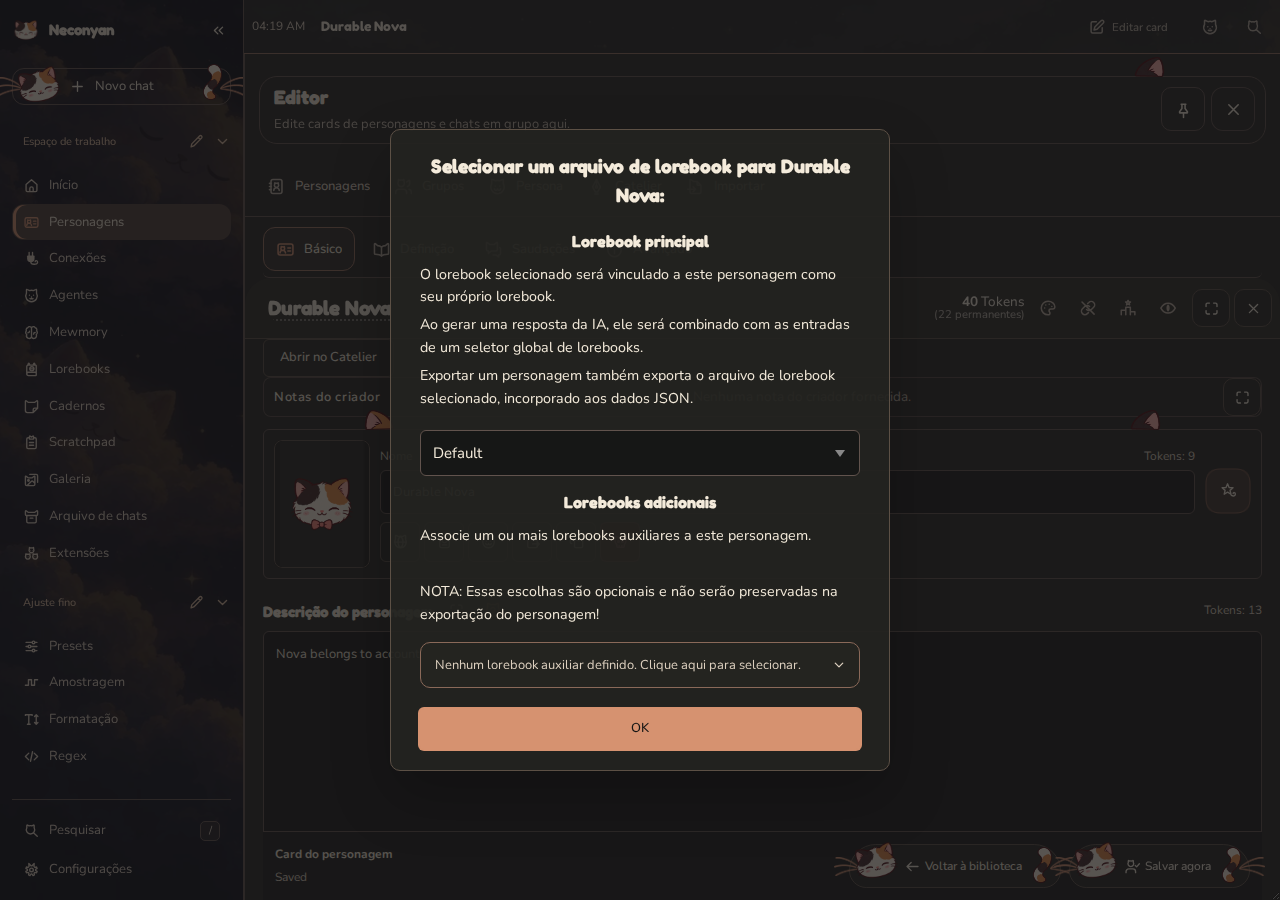 Neconyan
04:19 AM Durable Nova
Editar card
Novo chat
Editor
Edite cards de personagens e chats em grupo aqui.
Espaço de trabalho
Início
Personagens
Conexões
Agentes
Mewmory
Lorebooks
Cadernos
Scratchpad
Galeria
Arquivo de chats
Extensões
Ajuste fino
Presets
Amostragem
Formatação
Regex
Pesquisar /
Configurações
Personagens
Básico
Durable Nova
40 Tokens
(22 permanentes)
Abrir no Catelier
Notas do criador
Tokens: 9
Tokens: 13
Nova belongs to
Card do personagem
Saved
Voltar à biblioteca
Salvar agora
Selecionar um arquivo de lorebook para Durable
Nova:
Lorebook principal
O lorebook selecionado será vinculado a este personagem como
seu próprio lorebook.
Ao gerar uma resposta da IA, ele será combinado com as entradas
de um seletor global de lorebooks.
Exportar um personagem também exporta o arquivo de lorebook
selecionado, incorporado aos dados JSON.
Default
Lorebooks adicionais
Associe um ou mais lorebooks auxiliares a este personagem.
NOTA: Essas escolhas são opcionais e não serão preservadas na
exportação do personagem!
Nenhum lorebook auxiliar definido. Clique aqui para selecionar.
OK